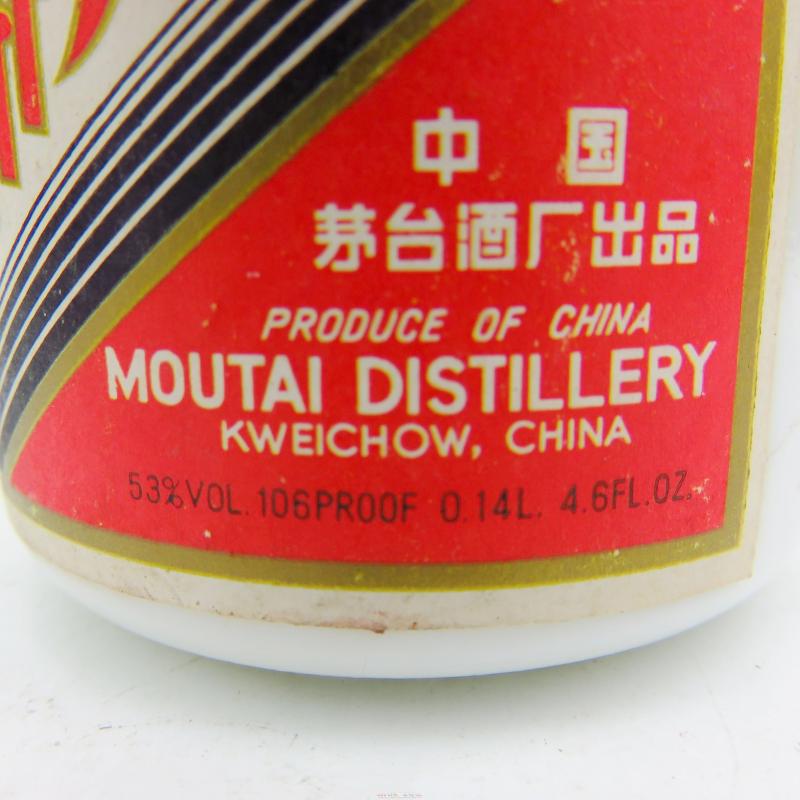 中国
茅台酒厂出品
PRODUCE OF CHINA
MOUTAI DISTILLERY
KWEICHOW, CHINA
53%VOL. 106PROOF 0.14L. 4.6FL.OZ.